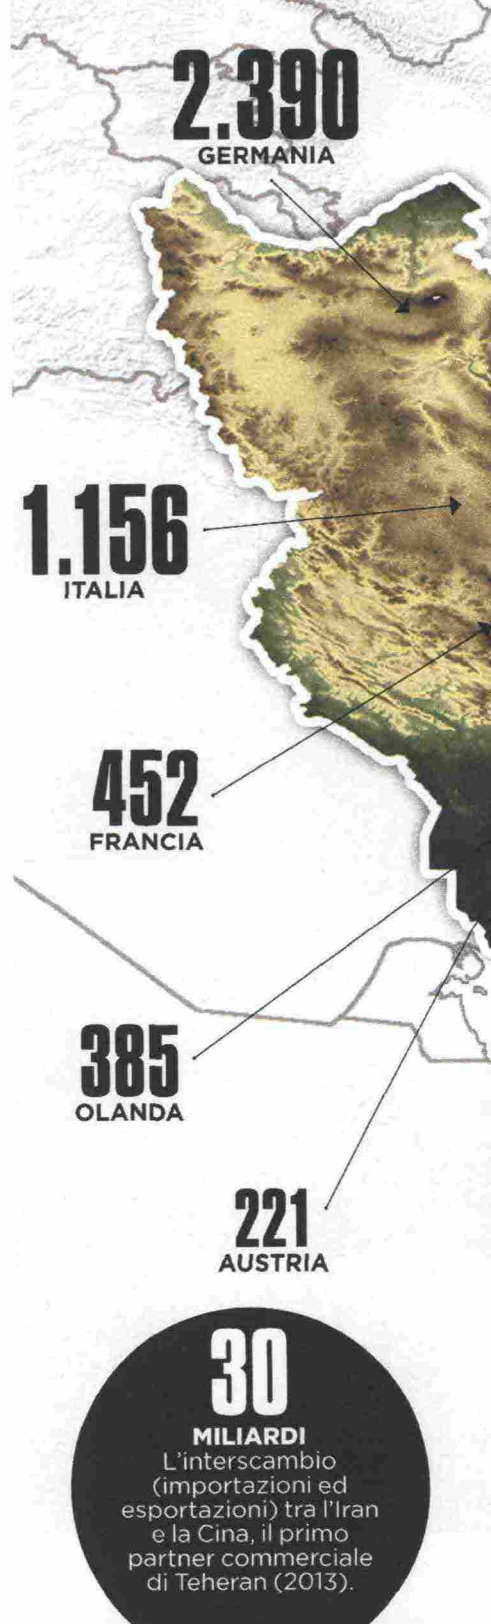 2.390
GERMANIA
1.156
ITALIA
452
FRANCIA
385
OLANDA
221
AUSTRIA
30
MILIARDI
L'interscambio
(importazioni ed
esportazioni) tra l'Iran
e la Cina, il primo
partner commerciale
di Teheran (2013).